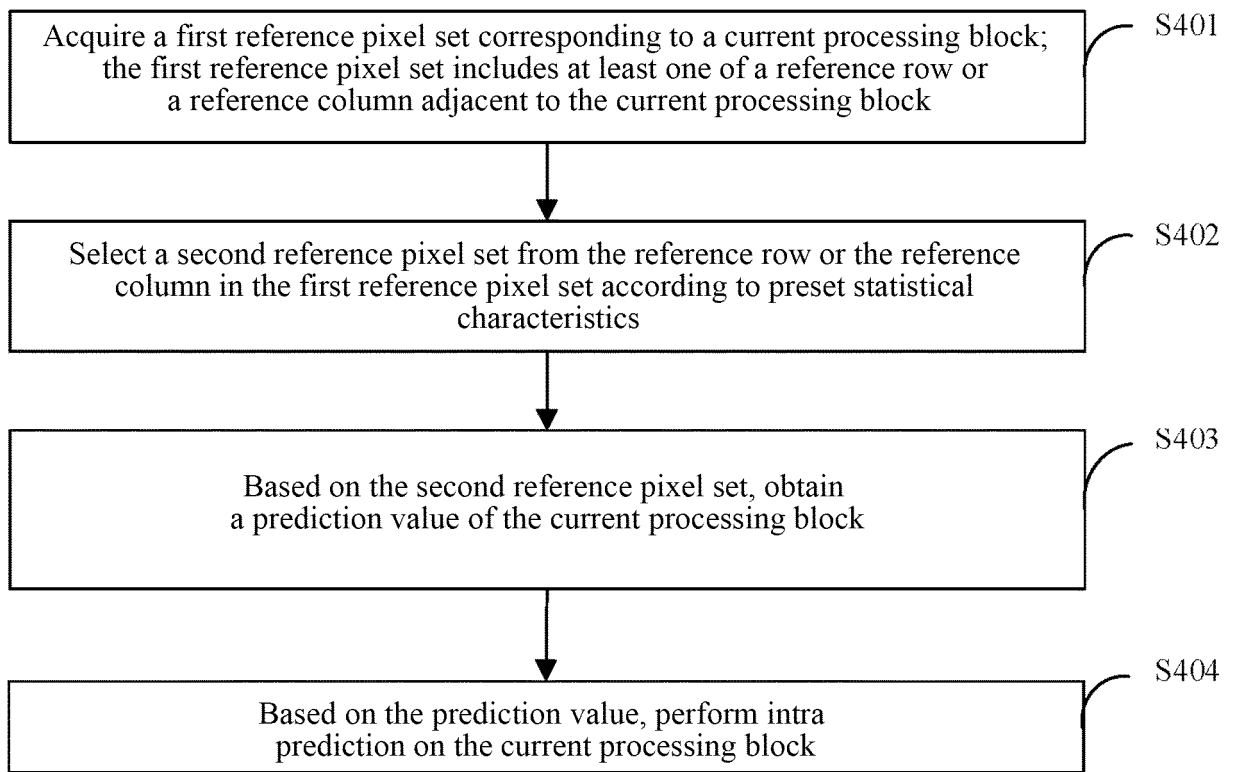 Acquire a first reference pixel set corresponding to a current processing block;
the first reference pixel set includes at least one of a reference row or
a reference column adjacent to the current processing block
S401
Select a second reference pixel set from the reference row or the reference
column in the first reference pixel set according to preset statistical
characteristics
S402
Based on the second reference pixel set, obtain
a prediction value of the current processing block
S403
Based on the prediction value, perform intra
prediction on the current processing block
S404